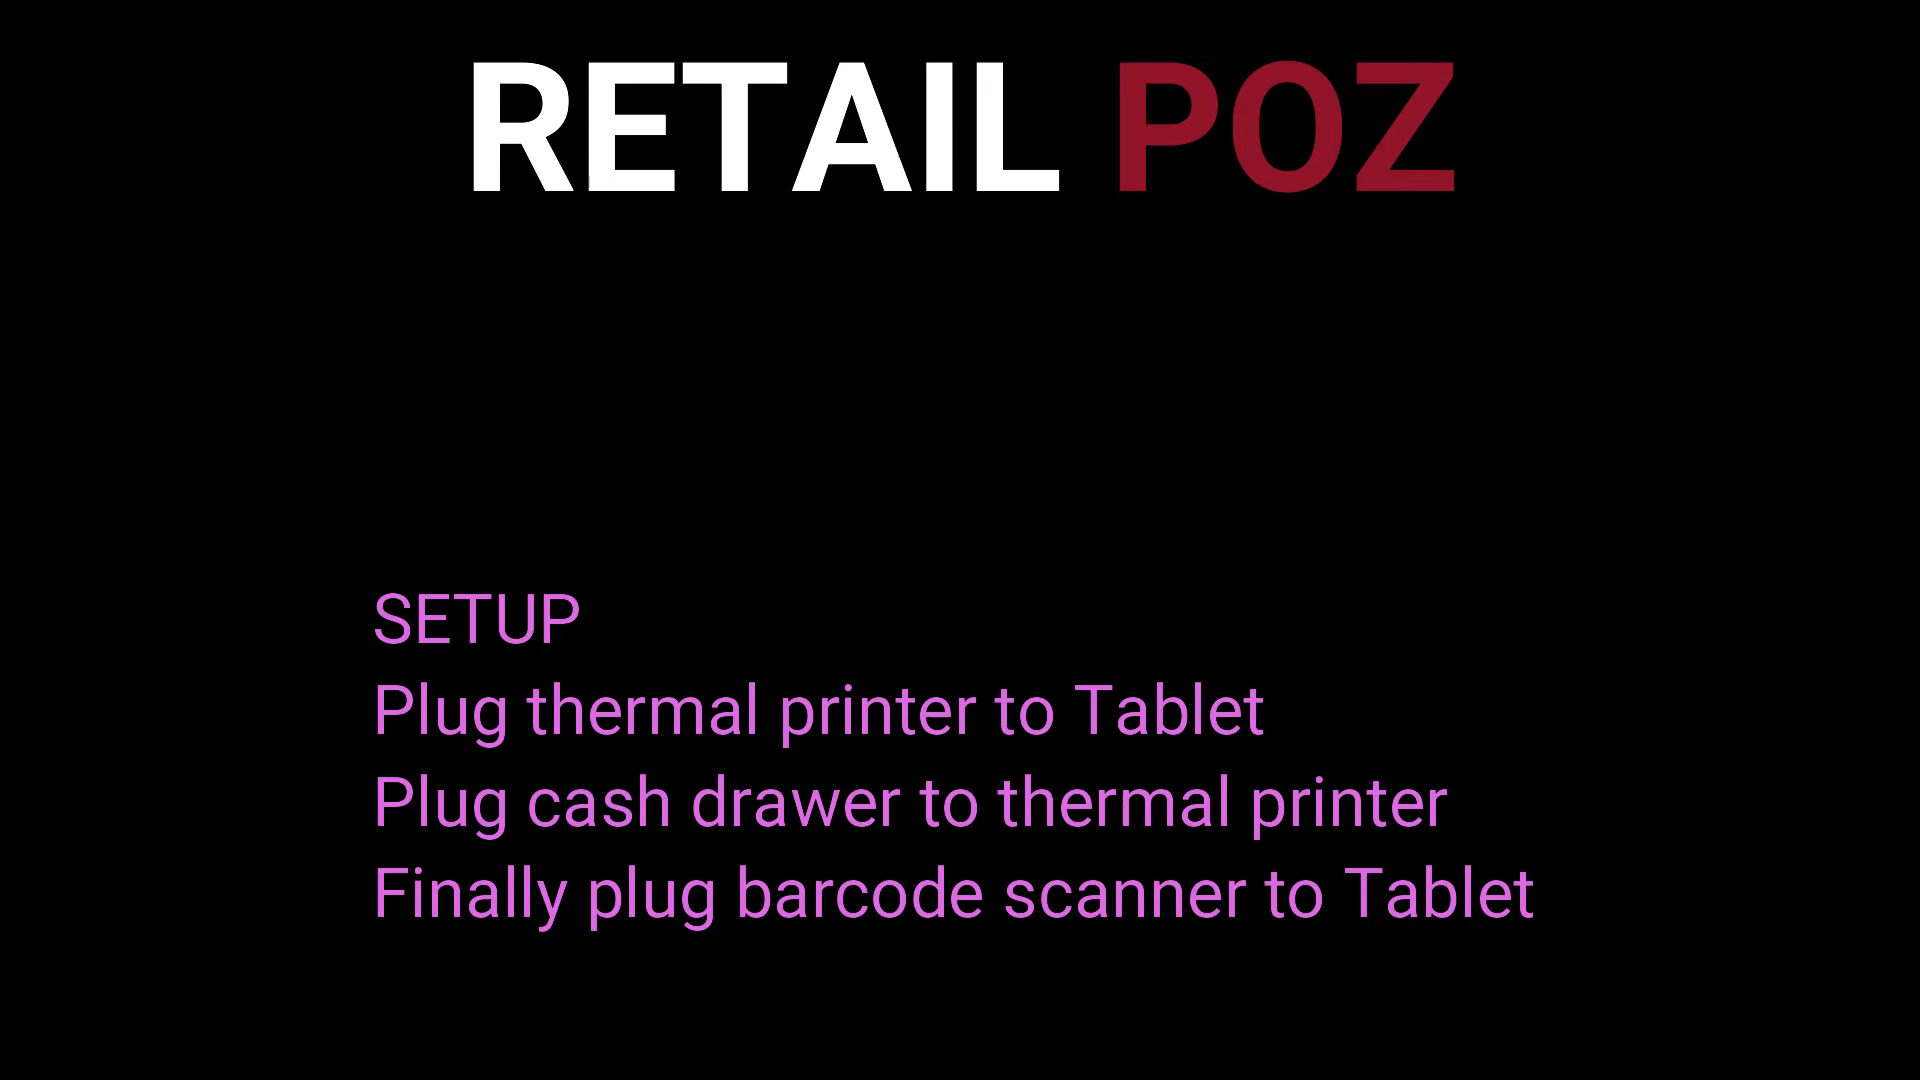 RETAIL POZ
SETUP
Plug thermal printer to Tablet
Plug cash drawer to thermal printer
Finally plug barcode scanner to Tablet